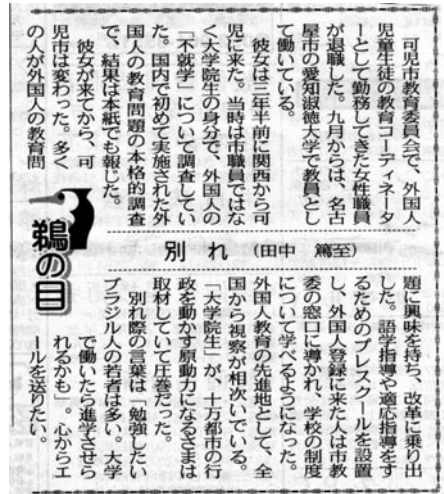 鵜の目
別れ (田中 篤至)
可児市教育委員会で、外国人
児童生徒の教育コーディネータ
ーとして勤務してきた女性職員
が退職した。九月からは、名古
屋市の愛知淑徳大学で教員とし
て働いている。
彼女は三年半前に関西から可
児に来た。当時は市職員ではな
く大学院生の身分で、外国人の
「不就学」について調査してい
た。国内で初めて実施された外
国人の教育問題の本格的調査
で、結果は本紙でも報じた。
彼女が来てから、可
児市は変わった。多く
の人が外国人の教育問
題に興味を持ち、改革に乗り出
した。語学指導や適応指導をす
るためのプレスクールを設置
し、外国人登録に来た人は市教
委の窓口に導かれ、学校の制度
について学べるようになった。
外国人教育の先進地として、全
国から視察が相次いでいる。
「大学院生」が、十万都市の行
政を動かす原動力になるさまは
取材していて圧巻だった。
別れ際の言葉は「勉強したい
ブラジル人の若者は多い。大学
で働いたら進学させら
れるかも」。心からエ
ールを送りたい。